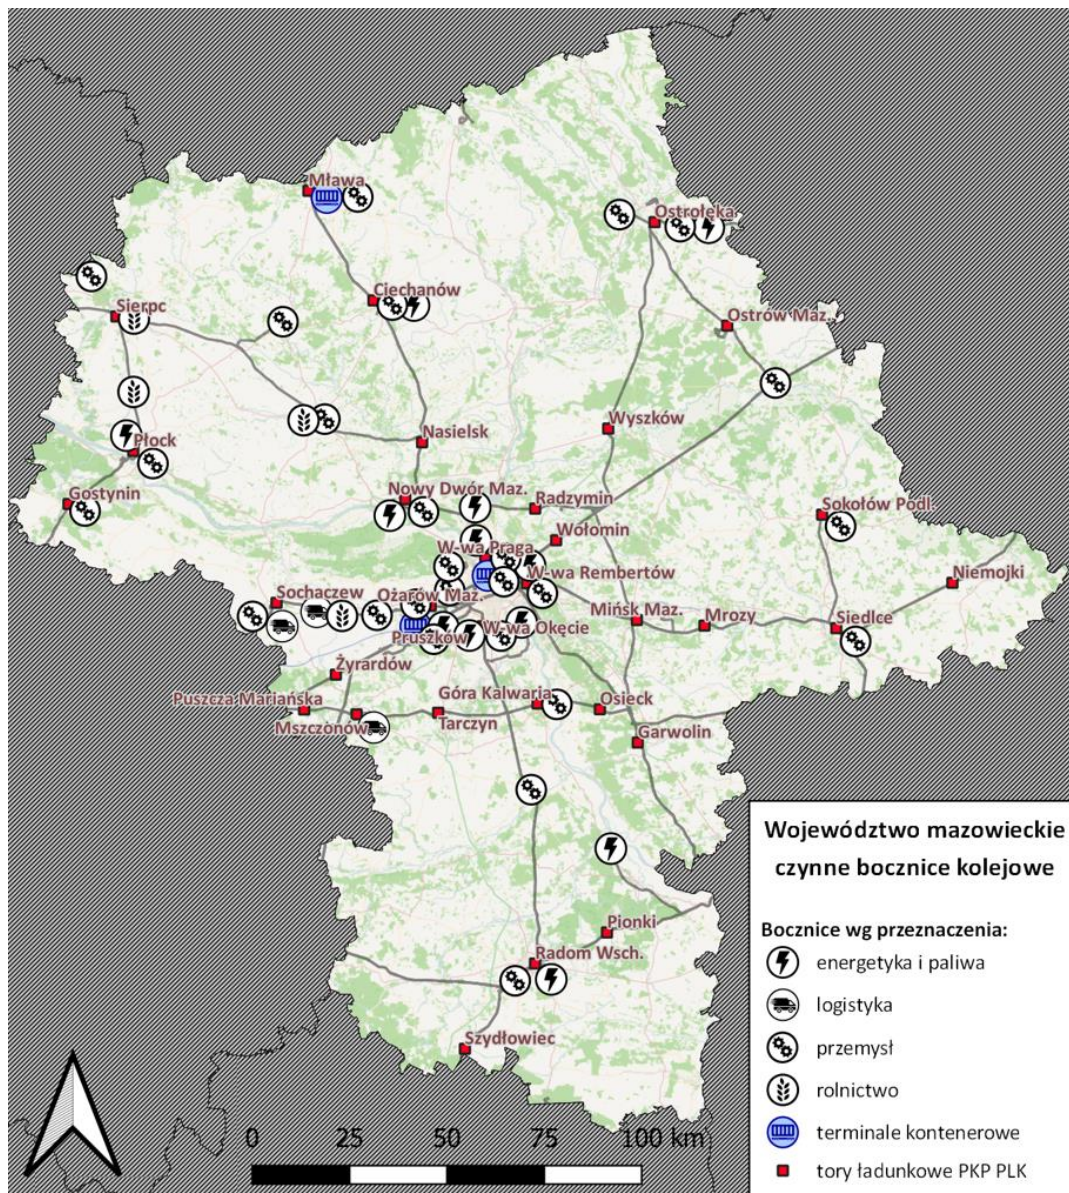 Mława
Ostrołęka
Ciechanów
Sierpc
Ostrów Maz.
Wyszków
Nasielsk
Płock
Gostynin
Nowy Dwór Maz.
Radzymin
Sokołów Podl.
Wółomin
W-wa Praga
W-wa Rembertów
Niemojki
Sochaczew
Ożarów Maz.
Mińsk Maz.
Mrozy
Siedlce
Pruszków
W-wa Okęcie
Żyrardów
Puszcza Mariańska
Góra Kalwaria
Osieck
Mszczonów
Tarczyn
Garwolin
Pionki
Radom Wsch.
Szydłowiec
Województwo mazowieckie
czynne bocznice kolejowe
Bocznice wg przeznaczenia:
energetyka i paliwa
logistyka
przemysł
rolnictwo
terminale kontenerowe
tory ładunkowe PKP PLK
0 25 50 75 100 km